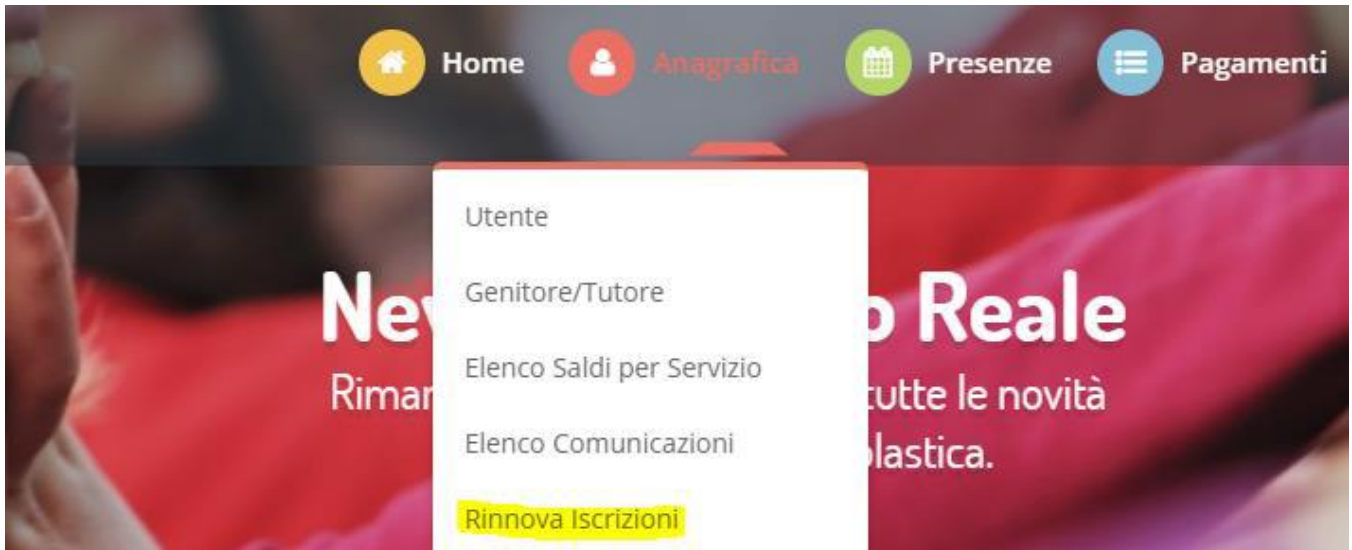 Home Anagrafica Presenze Pagamenti
Utente
Genitore/Tutore
Elenco Saldi per Servizio
Elenco Comunicazioni
Rinnova Iscrizioni
Reale
tutte le novità